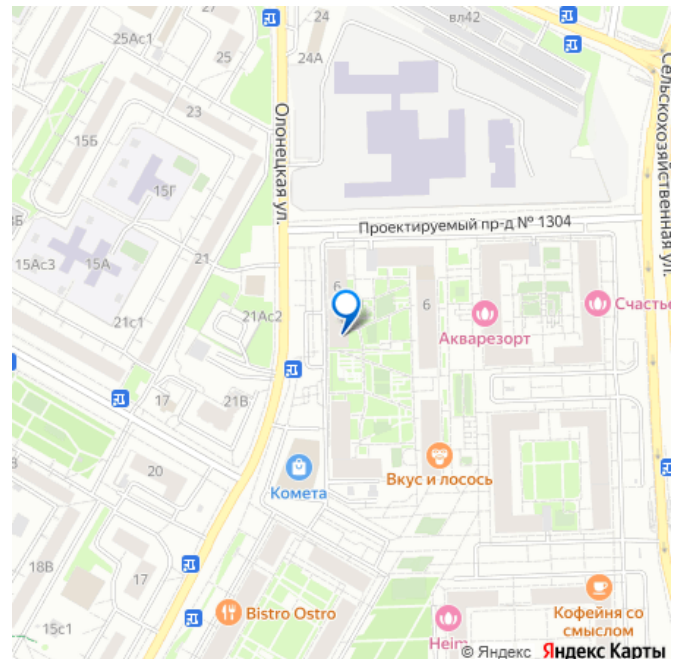 24
вл42
25Ас1
25
24А
23
Олонецкая ул.
Сельскохозяйственная ул.
15Б
15Г
Проектируемый пр-д № 1304
15Ас3
15А
21
6
6
21Ас2
Счастье
Акварезорт
21с1
17
21В
Вкус и лосось
Комета
20
18В
17
15с1
Bistro Ostro
Heim
Кофейня со
смыслом
© Яндекс Яндекс Карты